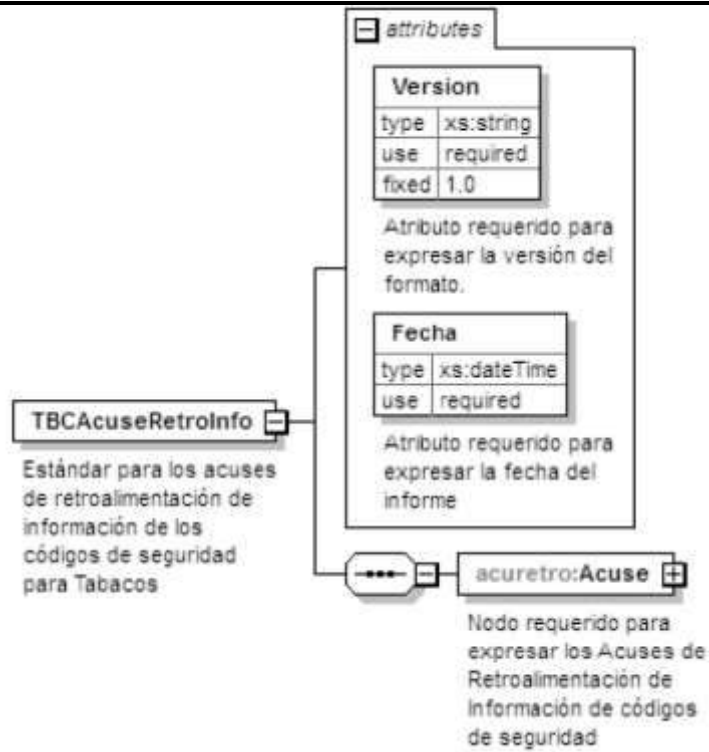 attributes
Version
type xs:string
use required
fixed 1.0
Atributo requerido para
expresar la versión del
formato.
Fecha
type xs:dateTime
use required
Atributo requerido para
expresar la fecha del
informe
TBCAcuseRetroInfo
Estándar para los acuses
de retroalimentación de
información de los
códigos de seguridad
para Tabacos
acuretro:Acuse
Nodo requerido para
expresar los Acuses de
Retroalimentación de
Información de códigos
de seguridad